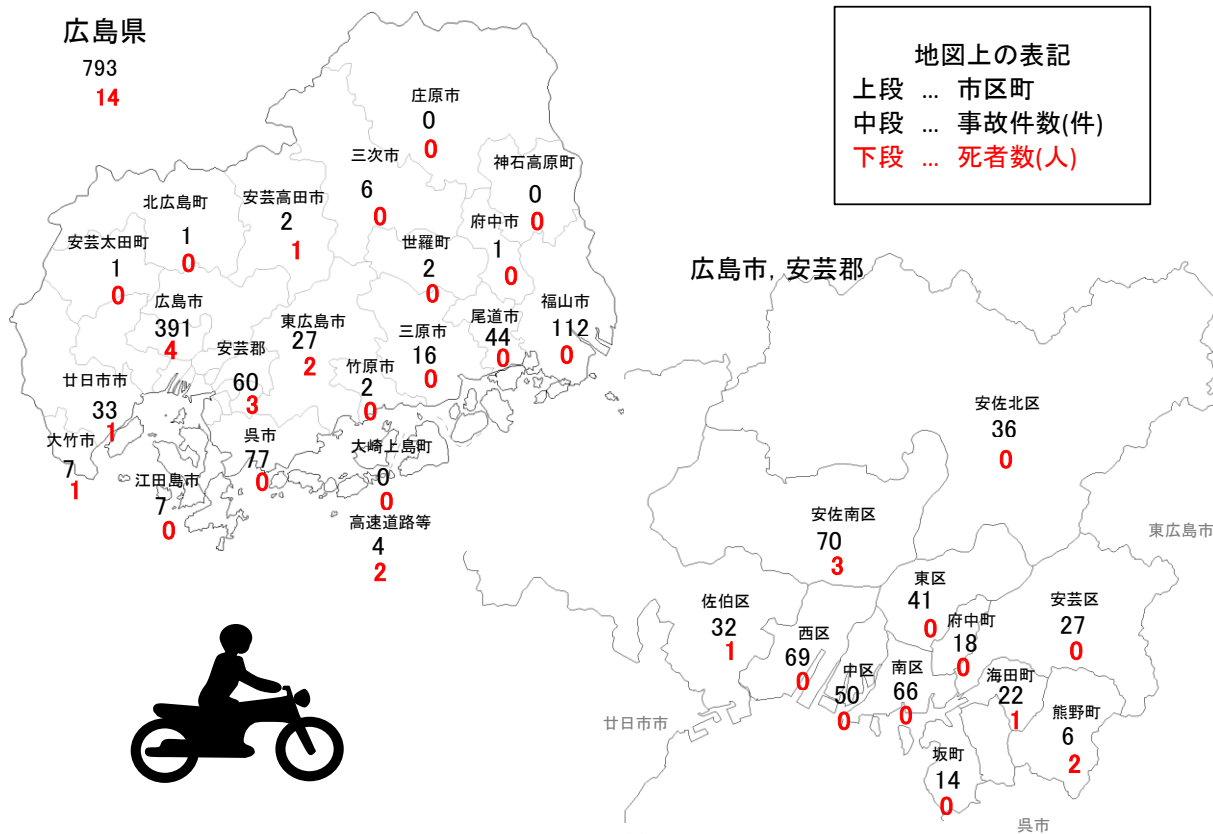 広島県
793
14
地図上の表記
上段 … 市区町
中段 … 事故件数(件)
下段 … 死者数(人)
庄原市
0
0
三次市
6
0
神石高原町
0
0
北広島町
1
0
安芸高田市
2
1
府中市
1
0
安芸太田町
1
0
世羅町
2
0
広島市
391
4
東広島市
27
2
三原市
16
0
尾道市
44
0
福山市
112
0
安芸郡
60
3
竹原市
2
0
廿日市市
33
1
大竹市
7
1
江田島市
7
0
呉市
77
0
大崎上島町
0
0
高速道路等
4
2
広島市, 安芸郡
安佐北区
36
0
安佐南区
70
3
東広島市
東区
41
0
安芸区
27
0
佐伯区
32
1
西区
69
0
中区
50
0
南区
66
0
府中町
18
0
海田町
22
1
熊野町
6
2
坂町
14
0
廿日市市
呉市